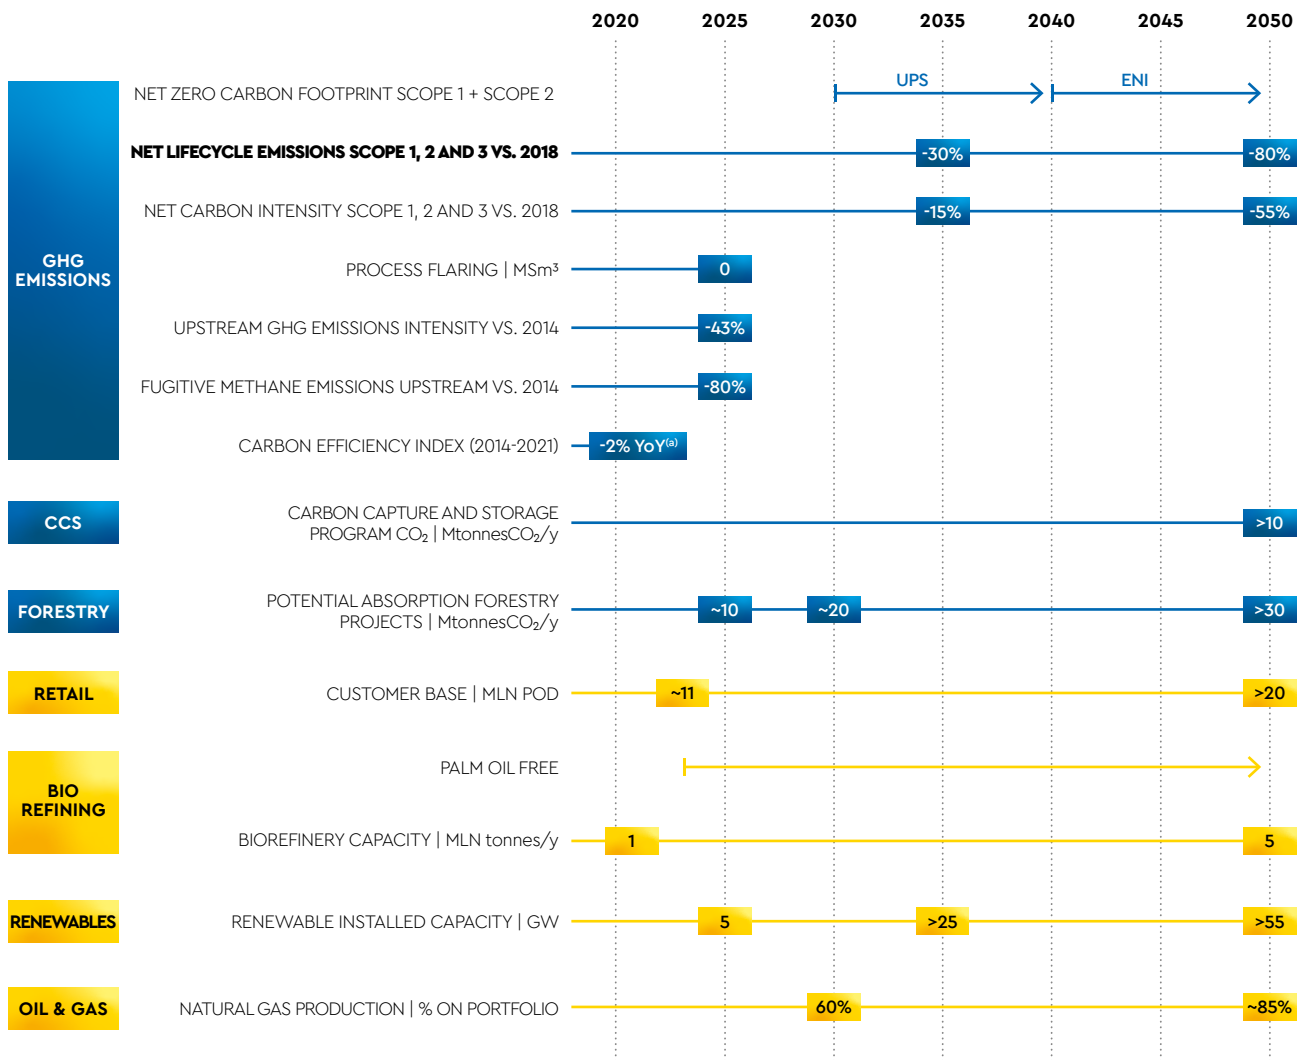 2020 2025 2030 2035 2040 2045 2050
GHG
EMISSIONS
NET ZERO CARBON FOOTPRINT SCOPE 1 + SCOPE 2 UPS ENI
NET LIFECYCLE EMISSIONS SCOPE 1, 2 AND 3 VS. 2018 -30% -80%
NET CARBON INTENSITY SCOPE 1, 2 AND 3 VS. 2018 -15% -55%
PROCESS FLARING | MSm³ 0
UPSTREAM GHG EMISSIONS INTENSITY VS. 2014 -43%
FUGITIVE METHANE EMISSIONS UPSTREAM VS. 2014 -80%
CARBON EFFICIENCY INDEX (2014-2021) -2% YoY(a)
CCS
CARBON CAPTURE AND STORAGE
PROGRAM CO₂ | MtonnesCO₂/y >10
FORESTRY
POTENTIAL ABSORPTION FORESTRY
PROJECTS | MtonnesCO₂/y ~10 ~20 >30
RETAIL
CUSTOMER BASE | MLN POD ~11 >20
BIO
REFINING
PALM OIL FREE
BIOREFINERY CAPACITY | MLN tonnes/y 1 5
RENEWABLES
RENEWABLE INSTALLED CAPACITY | GW 5 >25 >55
OIL & GAS
NATURAL GAS PRODUCTION | % ON PORTFOLIO 60% ~85%